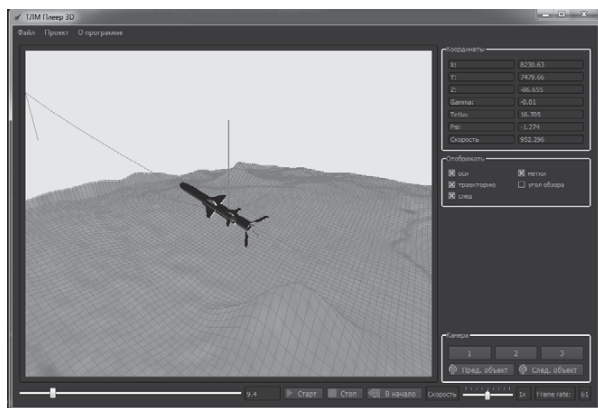 ТЛМ Плеер 3D
Файл Проект О программе
Координаты
X: 8230.63
Y: 7479.66
Z: -86.655
Gamma: -0.01
Tetta: 16.705
Psi: -1.274
Скорость 952.296
Отображать
оси метки
траекторию угол обзора
след
Камера
1 2 3
Пред. объект След. объект
9.4 Старт Стоп В начало Скорость 1x Frame rate: 61